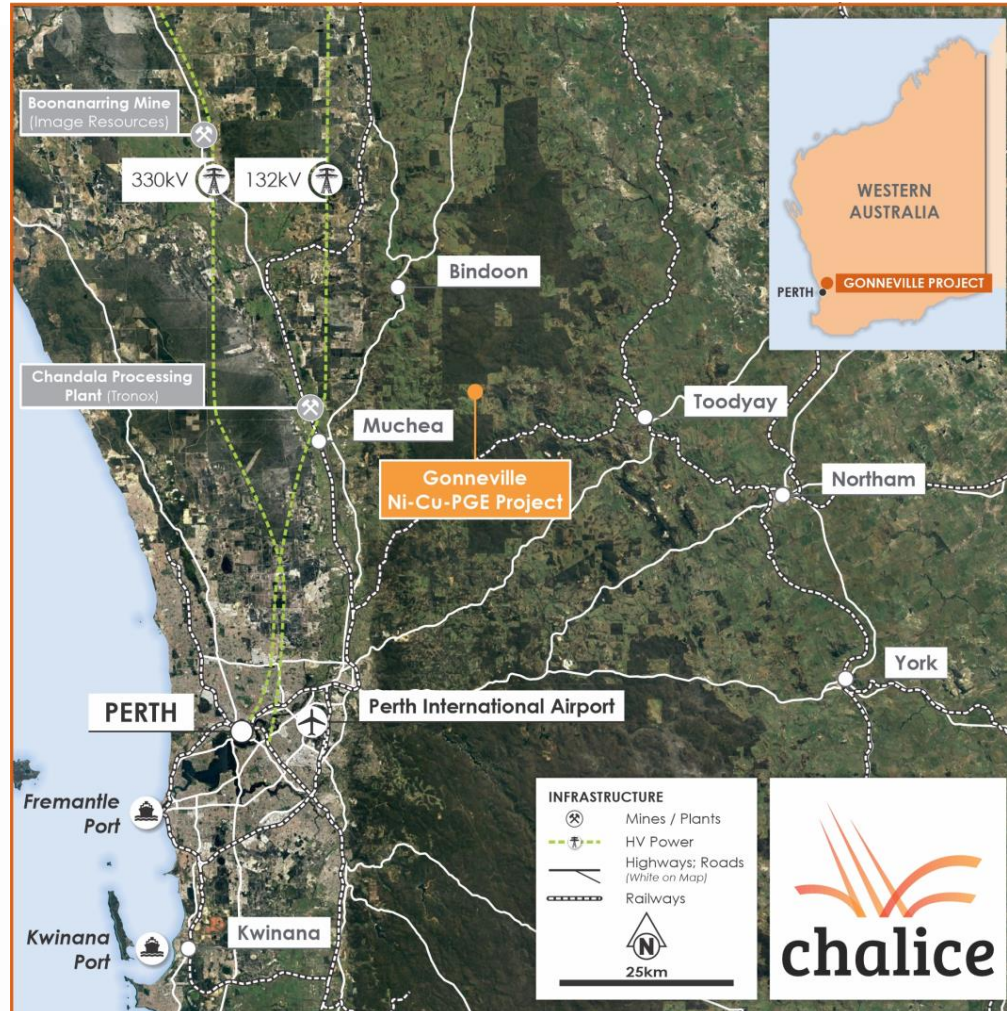 Boonanarring Mine
(Image Resources)
330kV
132kV
WESTERN
AUSTRALIA
PERTH
GONNEVILLE PROJECT
Bindoon
Chandala Processing
Plant (Tronox)
Muchea
Toodyay
Gonneville
Ni-Cu-PGE Project
Northam
York
PERTH
Perth International Airport
Fremantle
Port
Kwinana
Port
Kwinana
INFRASTRUCTURE
Mines / Plants
HV Power
Highways; Roads
(White on Map)
Railways
N
25km
chalice